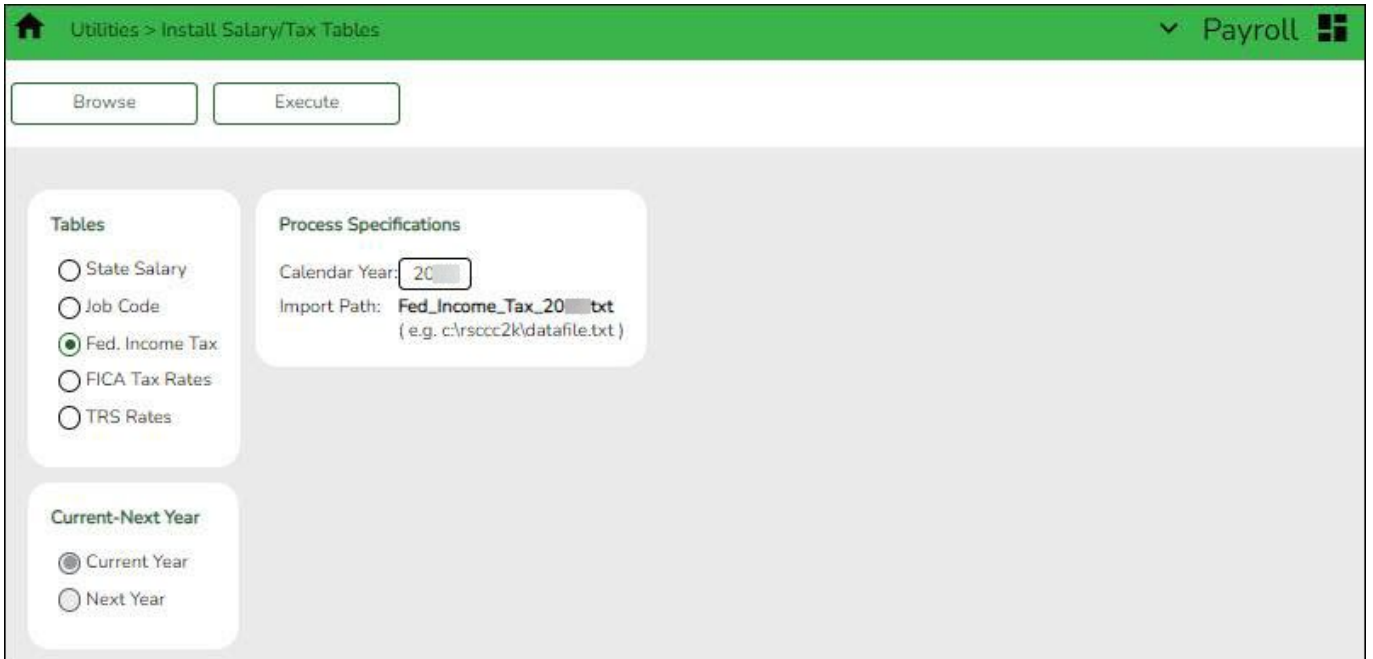 Utilities > Install Salary/Tax Tables
Payroll
Browse
Execute
Tables
State Salary
Job Code
Fed. Income Tax
FICA Tax Rates
TRS Rates
Process Specifications
Calendar Year: 20
Import Path: Fed_Income_Tax_20 txt
( e.g. c:\rsccc2k\datafile.txt )
Current-Next Year
Current Year
Next Year